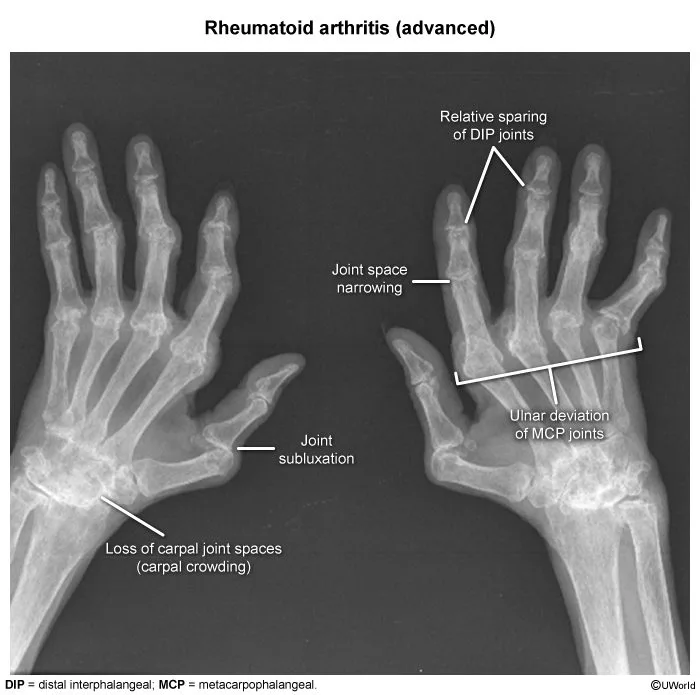 Rheumatoid arthritis (advanced)
Relative sparing
of DIP joints
Joint space
narrowing
Ulnar deviation
of MCP joints
Joint
subluxation
Loss of carpal joint spaces
(carpal crowding)
DIP = distal interphalangeal; MCP = metacarpophalangeal.
©UWorld